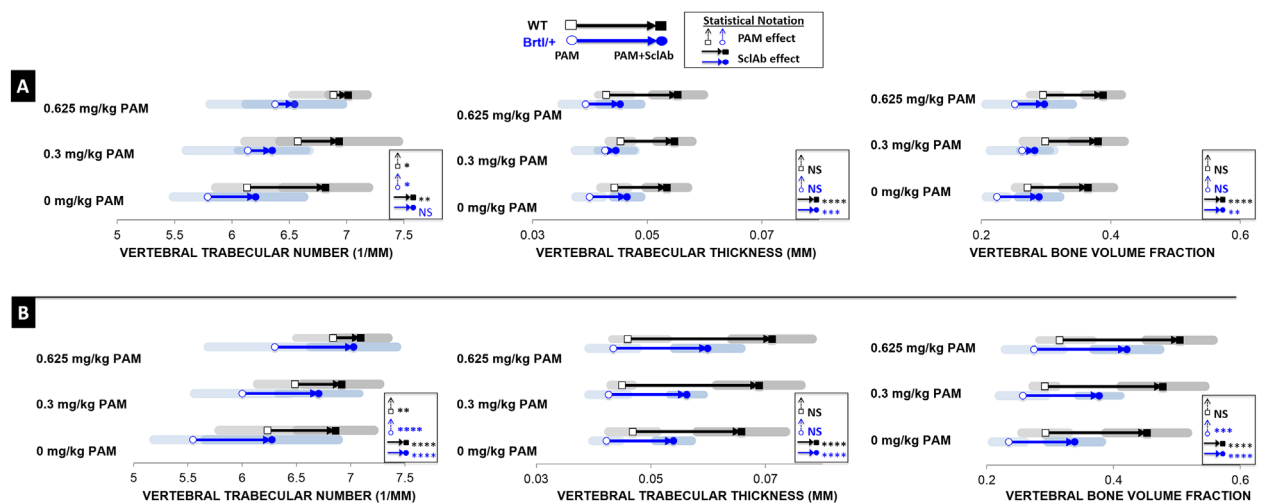 WT
Brtl/+
PAM
PAM+SclAb
Statistical Notation
PAM effect
SclAb effect
A
0.625 mg/kg PAM
0.3 mg/kg PAM
0 mg/kg PAM
*
*
**
NS
5 6 6.5 7 7.5
VERTEBRAL TRABECULAR NUMBER (1/MM)
0.625 mg/kg PAM
0.3 mg/kg PAM
0 mg/kg PAM
NS
NS
****
***
0.03 0.05 0.07
VERTEBRAL TRABECULAR THICKNESS (MM)
0.625 mg/kg PAM
0.3 mg/kg PAM
0 mg/kg PAM
NS
NS
****
**
0.2 0.4 0.6
VERTEBRAL BONE VOLUME FRACTION
B
0.625 mg/kg PAM
0.3 mg/kg PAM
0 mg/kg PAM
**
****
****
****
5 6 6.5 7 7.5
VERTEBRAL TRABECULAR NUMBER (1/MM)
0.625 mg/kg PAM
0.3 mg/kg PAM
0 mg/kg PAM
NS
NS
****
****
0.03 0.05 0.07
VERTEBRAL TRABECULAR THICKNESS (MM)
0.625 mg/kg PAM
0.3 mg/kg PAM
0 mg/kg PAM
NS
***
****
****
0.2 0.4 0.6
VERTEBRAL BONE VOLUME FRACTION